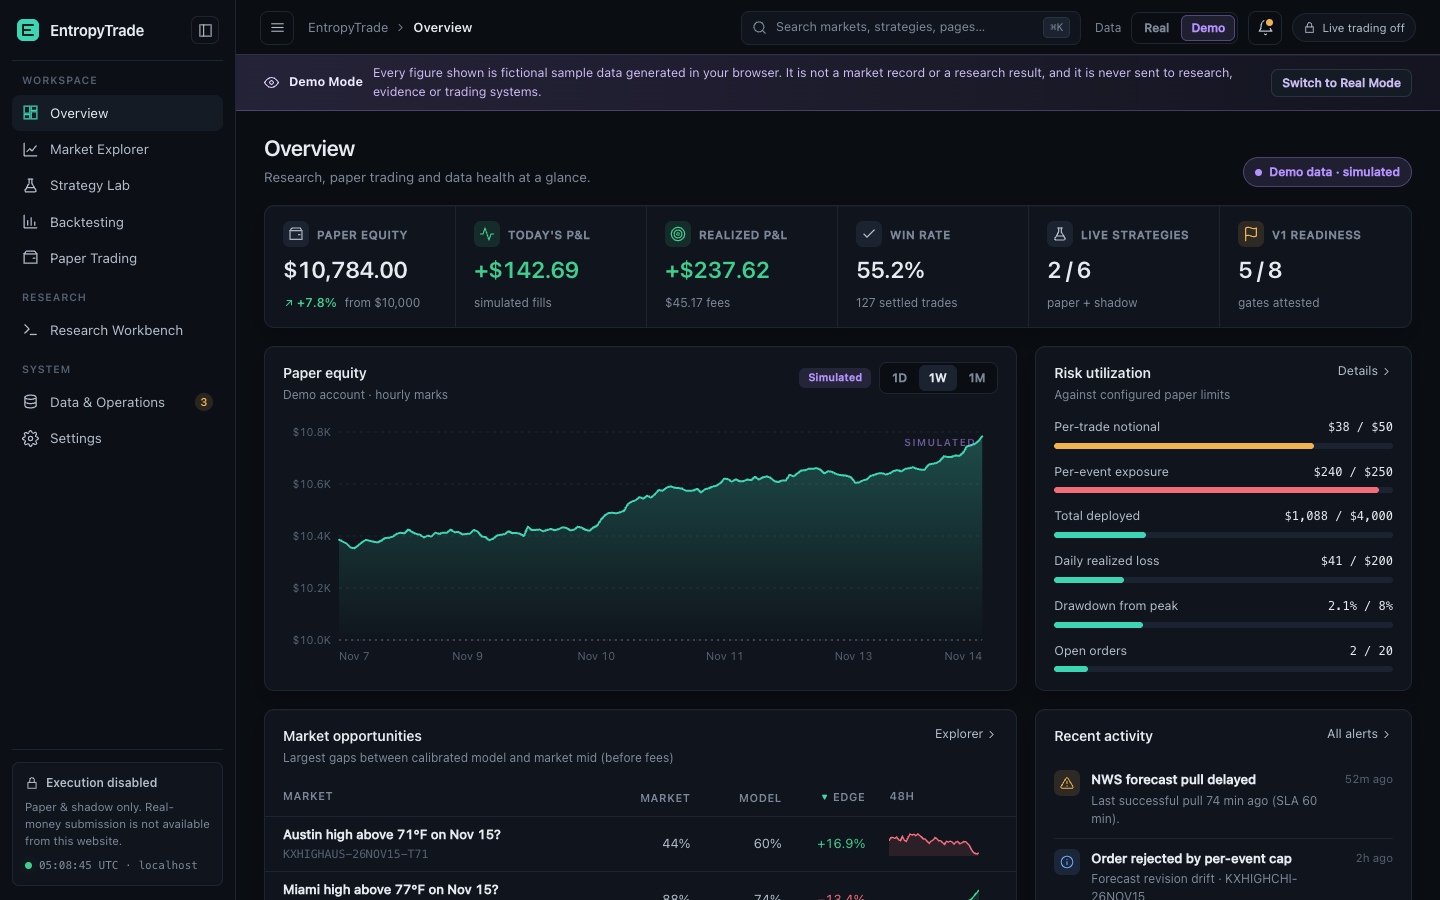 EntropyTrade
WORKSPACE
Overview
Market Explorer
Strategy Lab
Backtesting
Paper Trading
RESEARCH
Research Workbench
SYSTEM
Data & Operations 3
Settings
Execution disabled
Paper & shadow only. Real-
money submission is not available
from this website.
05:08:45 UTC · localhost
EntropyTrade > Overview
Search markets, strategies, pages... ⌘K
Data Real Demo
Live trading off
Demo Mode
Every figure shown is fictional sample data generated in your browser. It is not a market record or a research result, and it is never sent to research,
evidence or trading systems.
Switch to Real Mode
Overview
Research, paper trading and data health at a glance.
Demo data · simulated
PAPER EQUITY
$10,784.00
↗ +7.8% from $10,000
TODAY'S P&L
+$142.69
simulated fills
REALIZED P&L
+$237.62
$45.17 fees
WIN RATE
55.2%
127 settled trades
LIVE STRATEGIES
2 / 6
paper + shadow
V1 READINESS
5 / 8
gates attested
Paper equity
Demo account · hourly marks
Simulated 1D 1W 1M
SIMULATED
$10.8K
$10.6K
$10.4K
$10.2K
$10.0K
Nov 7 Nov 9 Nov 10 Nov 11 Nov 13 Nov 14
Risk utilization
Details >
Against configured paper limits
Per-trade notional $38 / $50
Per-event exposure $240 / $250
Total deployed $1,088 / $4,000
Daily realized loss $41 / $200
Drawdown from peak 2.1% / 8%
Open orders 2 / 20
Market opportunities
Explorer >
Largest gaps between calibrated model and market mid (before fees)
MARKET MARKET MODEL ▼ EDGE 48H
Austin high above 71°F on Nov 15? 44% 60% +16.9%
KXHIGHAUS-26NOV15-T71
Miami high above 77°F on Nov 15? 88% 74% -13.4%
Recent activity
All alerts >
NWS forecast pull delayed 52m ago
Last successful pull 74 min ago (SLA 60
min).
Order rejected by per-event cap 2h ago
Forecast revision drift · KXHIGHCHI-
26NOV15